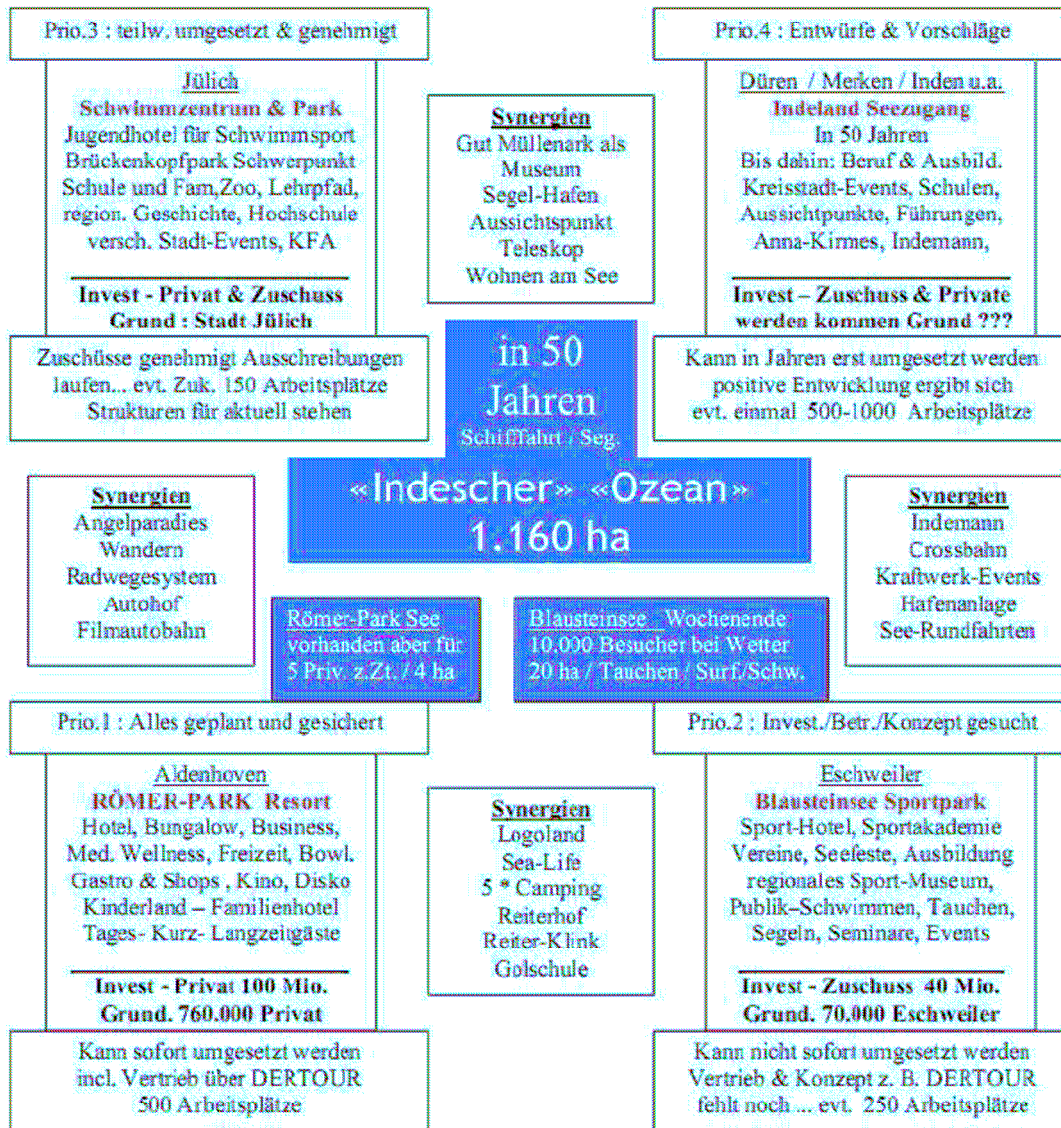 Prio.3 : teilw. umgesetzt & genehmigt
Jülich
Schwimmzentrum & Park
Jugendhotel für Schwimmsport
Brückenkopfpark Schwerpunkt
Schule und Fam,Zoo, Lehrpfad,
region. Geschichte, Hochschule
versch. Stadt-Events, KFA
Invest - Privat & Zuschuss
Grund : Stadt Jülich
Zuschüsse genehmigt Ausschreibungen
laufen... evt. Zuk. 150 Arbeitsplätze
Strukturen für aktuell stehen
Synergien
Gut Müllenark als
Museum
Segel-Hafen
Aussichtspunkt
Teleskop
Wohnen am See
Prio.4 : Entwürfe & Vorschläge
Düren / Merken / Inden u.a.
Indeland Seezugang
In 50 Jahren
Bis dahin: Beruf & Ausbild.
Kreisstadt-Events, Schulen,
Aussichtpunkte, Führungen,
Anna-Kirmes, Indemann,
Invest – Zuschuss & Private
werden kommen Grund ???
Kann in Jahren erst umgesetzt werden
positive Entwicklung ergibt sich
evt. einmal 500-1000 Arbeitsplätze
in 50
Jahren
Schifffahrt / Seg.
«Indescher» «Ozean»
1.160 ha
Synergien
Angelparadies
Wandern
Radwegesystem
Autohof
Filmautobahn
Synergien
Indemann
Crossbahn
Kraftwerk-Events
Hafenanlage
See-Rundfahrten
Römer-Park See
vorhanden aber für
5 Priv. z.Zt. / 4 ha
Blausteinsee Wochenende
10.000 Besucher bei Wetter
20 ha / Tauchen / Surf./Schw.
Prio.1 : Alles geplant und gesichert
Aldenhoven
RÖMER-PARK Resort
Hotel, Bungalow, Business,
Med. Wellness, Freizeit, Bowl.
Gastro & Shops , Kino, Disko
Kinderland – Familienhotel
Tages- Kurz- Langzeitgäste
Invest - Privat 100 Mio.
Grund. 760.000 Privat
Kann sofort umgesetzt werden
incl. Vertrieb über DERTOUR
500 Arbeitsplätze
Synergien
Logoland
Sea-Life
5 * Camping
Reiterhof
Reiter-Klink
Golschule
Prio.2 : Invest./Betr./Konzept gesucht
Eschweiler
Blausteinsee Sportpark
Sport-Hotel, Sportakademie
Vereine, Seefeste, Ausbildung
regionales Sport-Museum,
Publik–Schwimmen, Tauchen,
Segeln, Seminare, Events
Invest - Zuschuss 40 Mio.
Grund. 70.000 Eschweiler
Kann nicht sofort umgesetzt werden
Vertrieb & Konzept z. B. DERTOUR
fehlt noch ... evt. 250 Arbeitsplätze